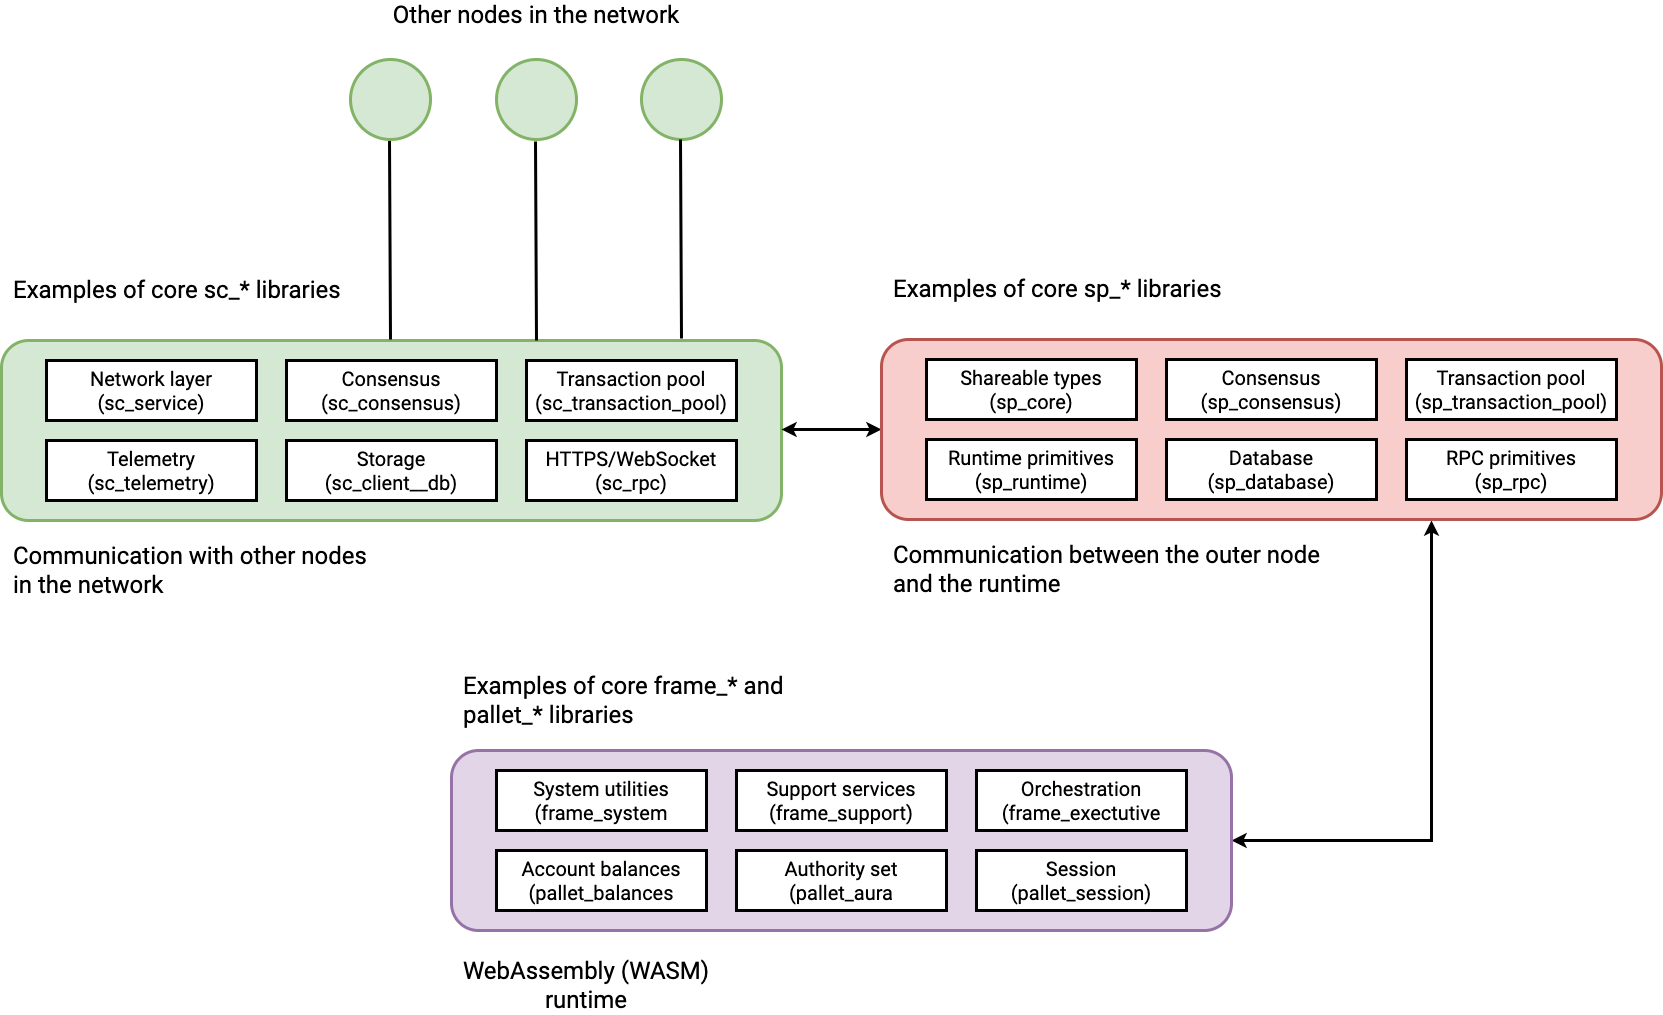 Other nodes in the network
Examples of core sc_* libraries
Network layer
(sc_service)
Consensus
(sc_consensus)
Transaction pool
(sc_transaction_pool)
Telemetry
(sc_telemetry)
Storage
(sc_client__db)
HTTPS/WebSocket
(sc_rpc)
Communication with other nodes
in the network
Examples of core sp_* libraries
Shareable types
(sp_core)
Consensus
(sp_consensus)
Transaction pool
(sp_transaction_pool)
Runtime primitives
(sp_runtime)
Database
(sp_database)
RPC primitives
(sp_rpc)
Communication between the outer node
and the runtime
Examples of core frame_* and
pallet_* libraries
System utilities
(frame_system
Support services
(frame_support)
Orchestration
(frame_exectutive
Account balances
(pallet_balances
Authority set
(pallet_aura
Session
(pallet_session)
WebAssembly (WASM)
runtime